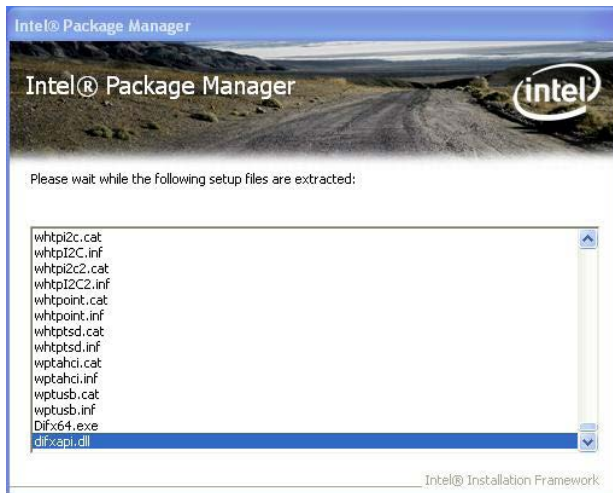 Intel® Package Manager
Intel® Package Manager
intel
Please wait while the following setup files are extracted:
whtpi2c.cat
whtpI2C.inf
whtpi2c2.cat
whtpI2C2.inf
whtpoint.cat
whtpoint.inf
whtptsd.cat
whtptsd.inf
wptahci.cat
wptahci.inf
wptusb.cat
wptusb.inf
Difx64.exe
difxapi.dll
Intel® Installation Framework